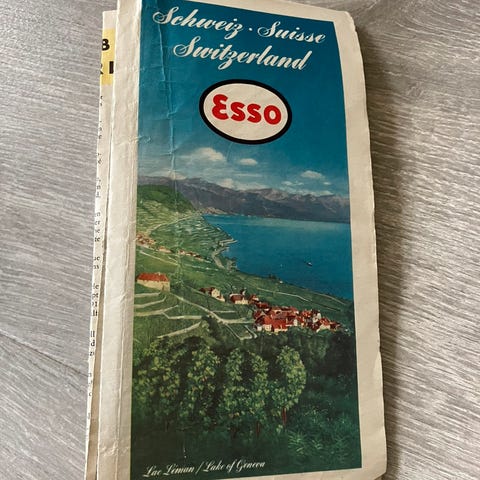 Schweiz · Suisse
Switzerland
Esso
Lac Léman / Lake of Geneva